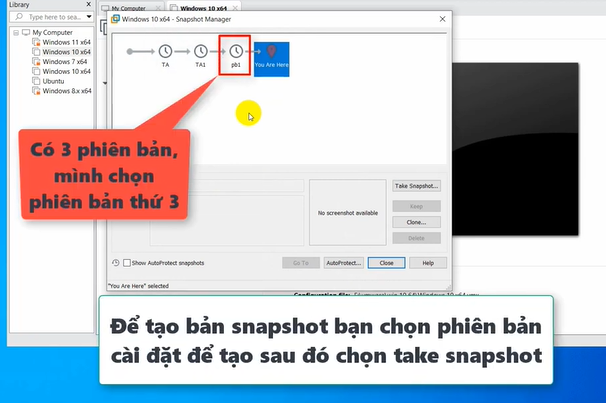 Library
Type here to sea...
My Computer
Windows 11 x64
Windows 10 x64
Windows 7 x64
Windows 10 x64
Ubuntu
Windows 8.x x64
My Computer
Windows 10 x64
Windows 10 x64 - Snapshot Manager
TA
TA1
pb1
You Are Here
Có 3 phiên bản,
mình chọn
phiên bản thứ 3
No screenshot available
Take Snapshot...
Keep
Clone...
Delete
Show AutoProtect snapshots
Go To
AutoProtect...
Close
Help
"You Are Here" selected
Để tạo bản snapshot bạn chọn phiên bản
cài đặt để tạo sau đó chọn take snapshot